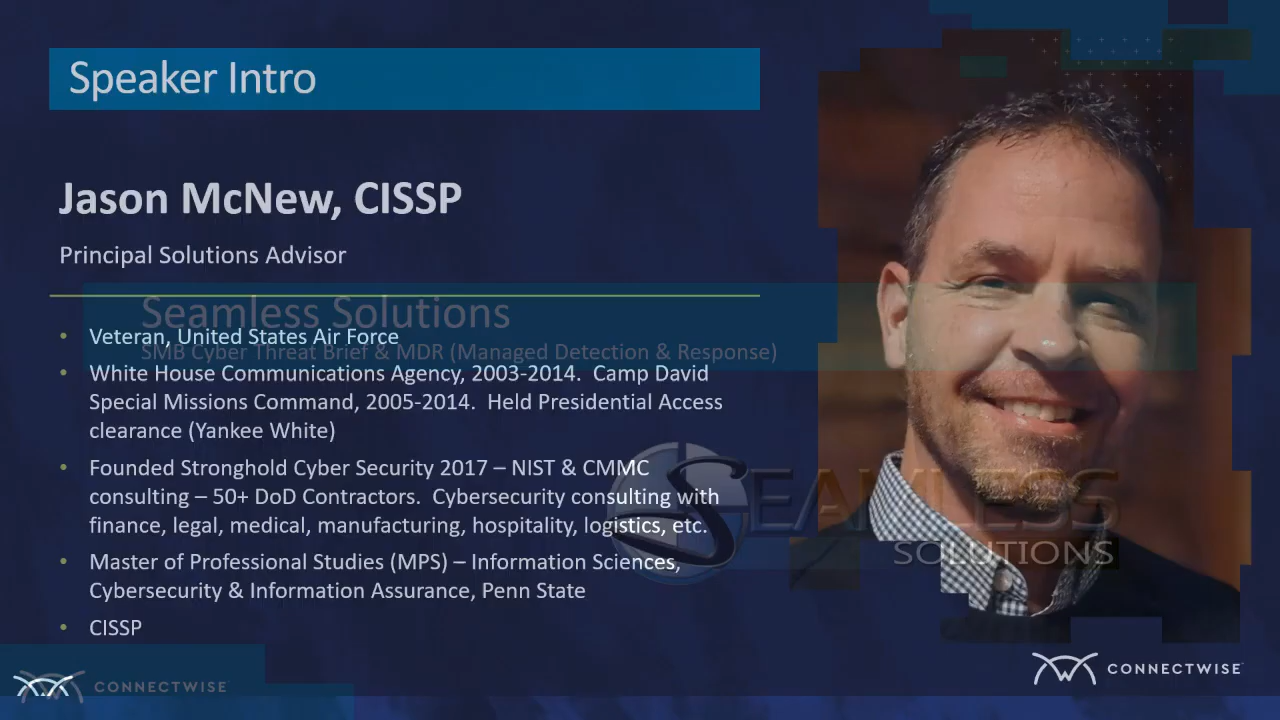 Speaker Intro
Jason McNew, CISSP
Principal Solutions Advisor
Seamless Solutions
• Veteran, United States Air Force
SMB Cyber Threat Brief & MDR (Managed Detection & Response)
• White House Communications Agency, 2003-2014.  Camp David
Special Missions Command, 2005-2014.  Held Presidential Access
clearance (Yankee White)
• Founded Stronghold Cyber Security 2017 – NIST & CMMC
consulting – 50+ DoD Contractors.  Cybersecurity consulting with
finance, legal, medical, manufacturing, hospitality, logistics, etc.
SEAMLESS
SOLUTIONS
• Master of Professional Studies (MPS) – Information Sciences,
Cybersecurity & Information Assurance, Penn State
• CISSP
CONNECTWISE
CONNECTWISE